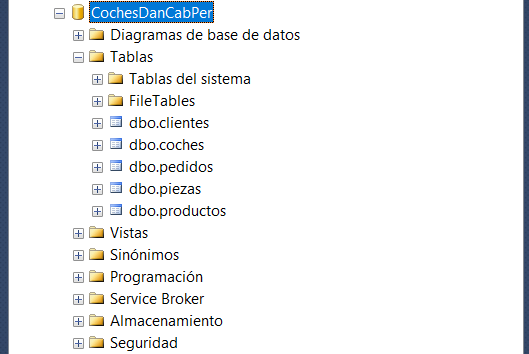 CochesDanCabPer
Diagramas de base de datos
Tablas
Tablas del sistema
FileTables
dbo.clientes
dbo.coches
dbo.pedidos
dbo.piezas
dbo.productos
Vistas
Sinónimos
Programación
Service Broker
Almacenamiento
Seguridad